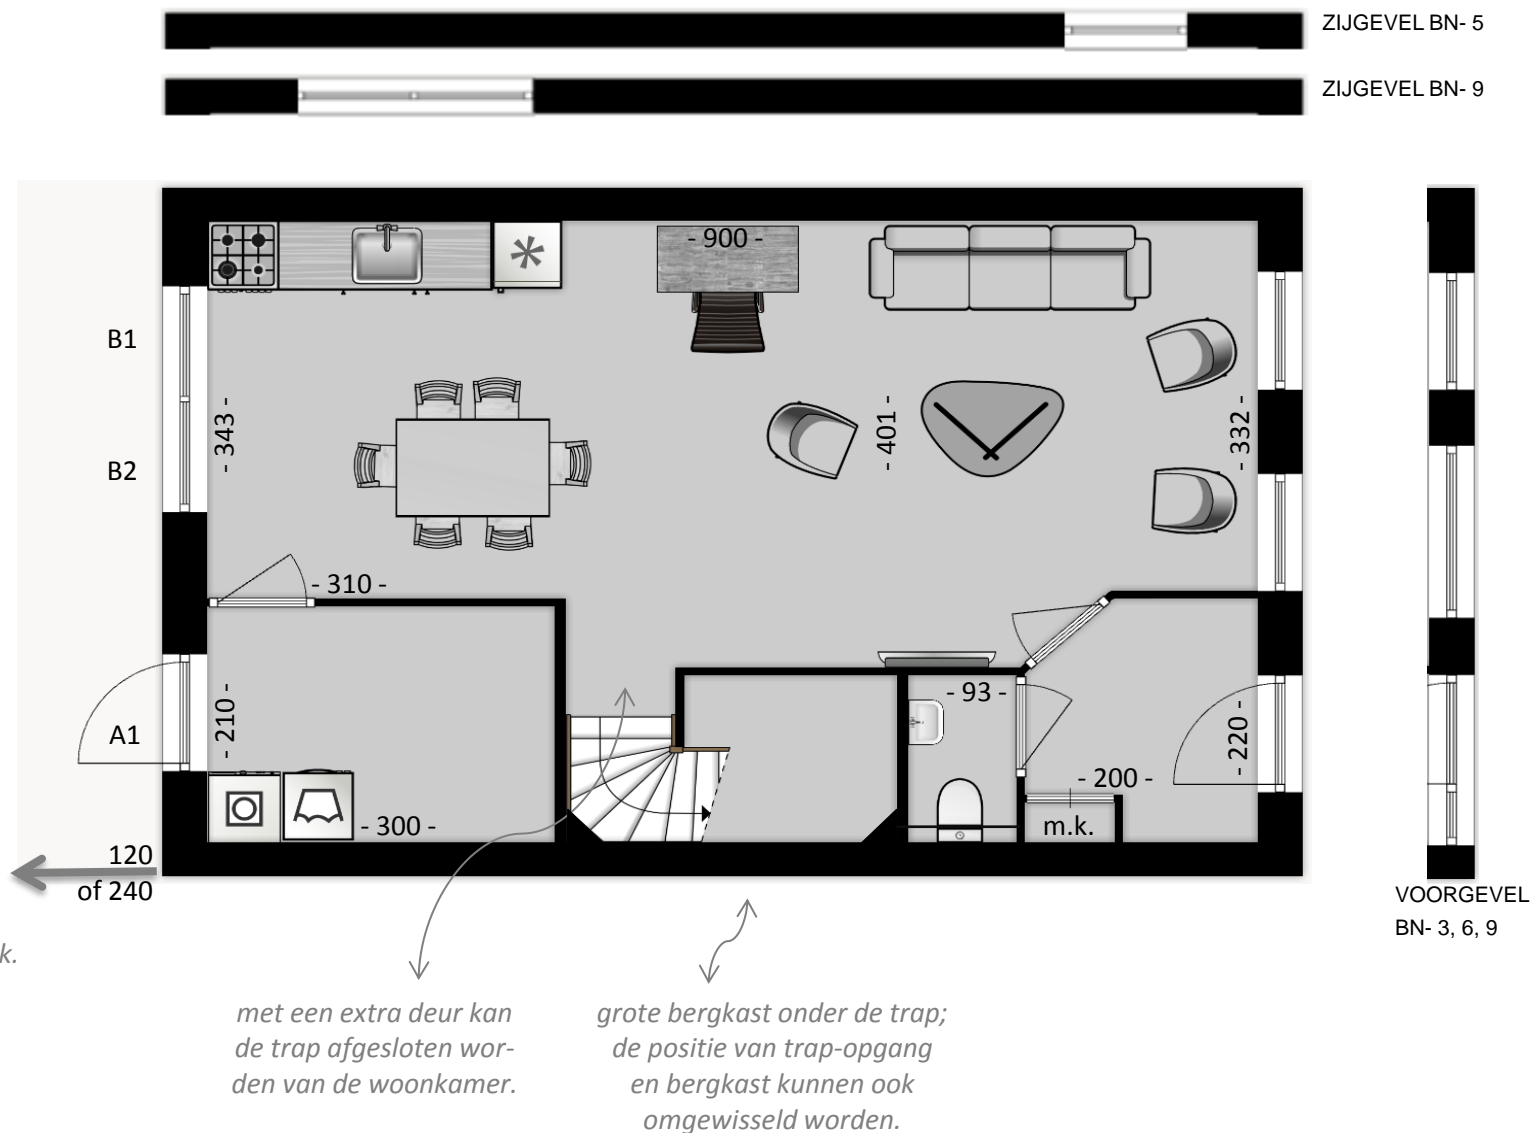 ZIJGEVEL BN- 5
ZIJGEVEL BN- 9
- 900 -
B1
- 343 -
- 401 -
- 332 -
B2
- 310 -
- 93 -
- 210 -
A1
- 220 -
- 200 -
- 300 -
m.k.
120
of 240
VOORGEVEL
BN- 3, 6, 9
k.
met een extra deur kan
de trap afgesloten wor-
den van de woonkamer.
grote bergkast onder de trap;
de positie van trap-opgang
en bergkast kunnen ook
omgewisseld worden.